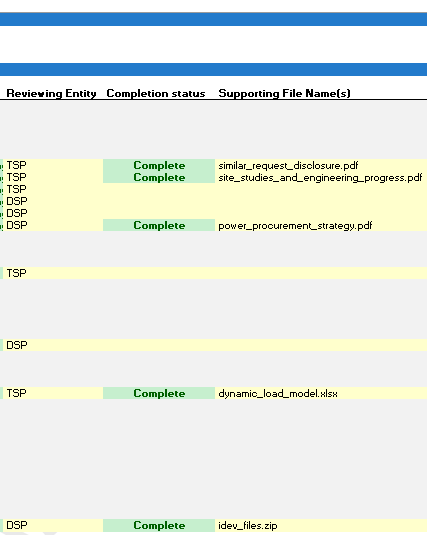 Reviewing Entity Completion status Supporting File Name(s)
TSP Complete similar_request_disclosure.pdf
TSP Complete site_studies_and_engineering_progress.pdf
TSP
DSP
DSP
DSP Complete power_procurement_strategy.pdf
TSP
DSP
TSP Complete dynamic_load_model.xlsx
DSP Complete idev_files.zip